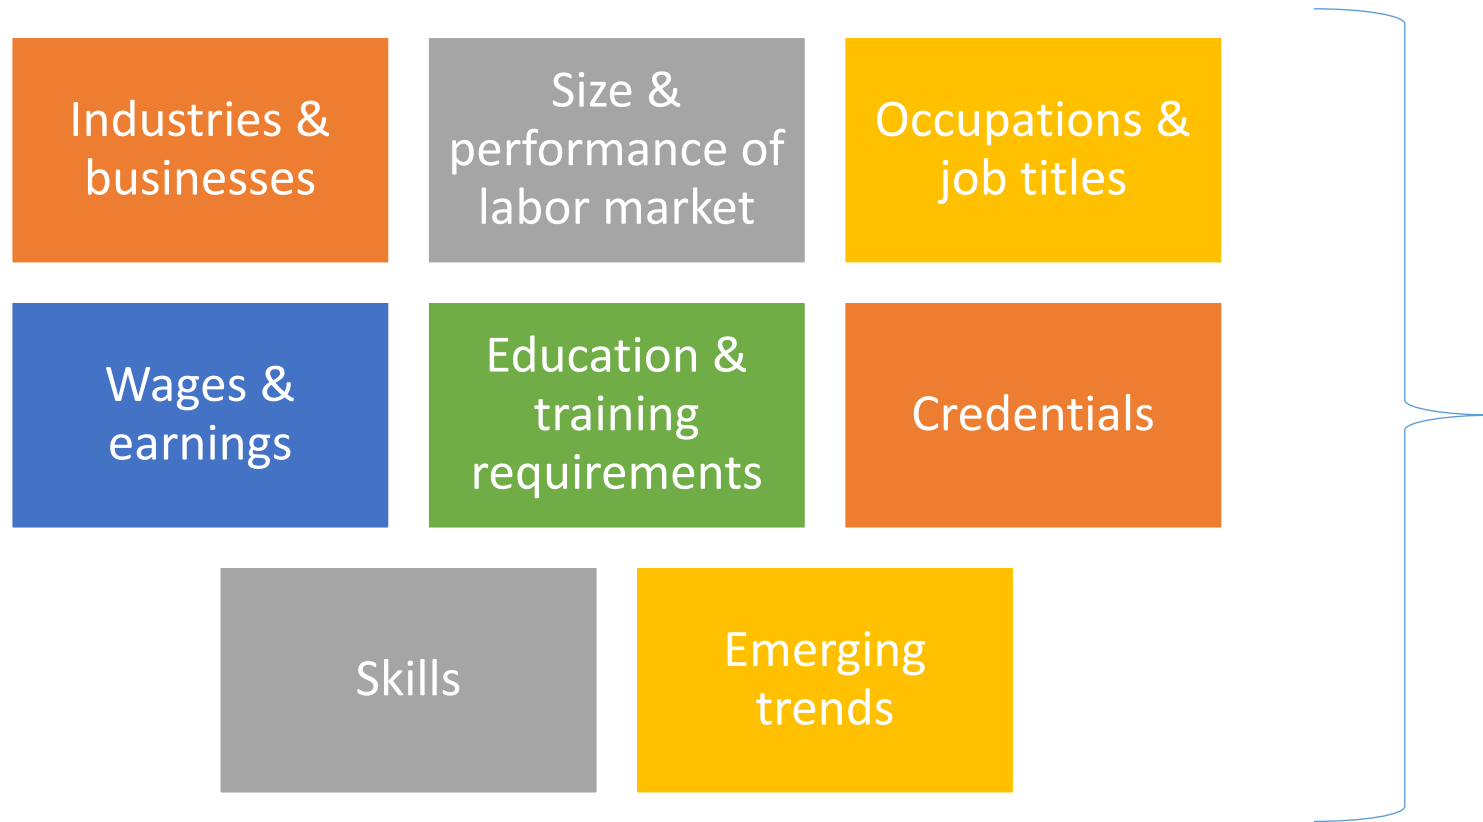 Industries &
businesses
Size &
performance of
labor market
Occupations &
job titles
Wages &
earnings
Education &
training
requirements
Credentials
Skills
Emerging
trends